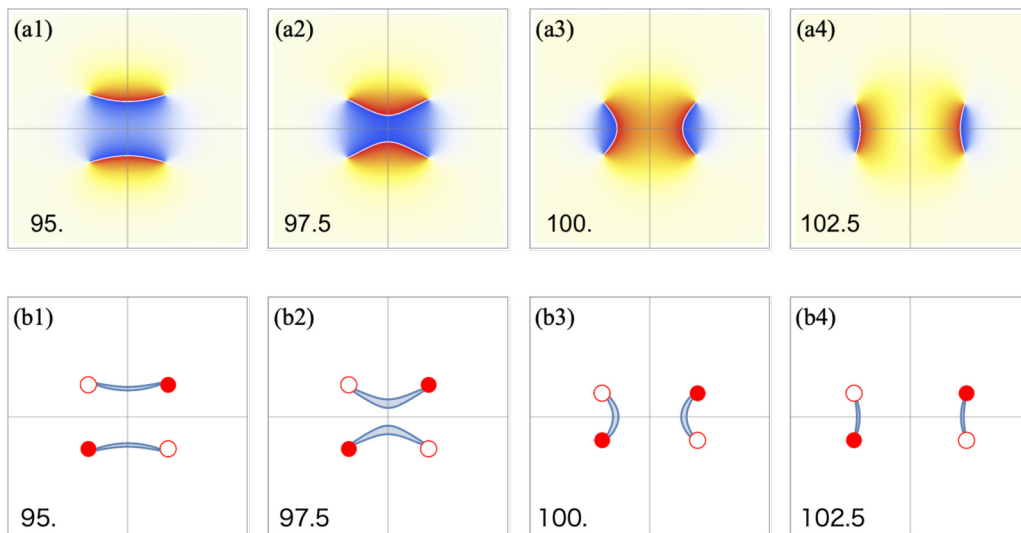 (a1) (a2) (a3) (a4)
95. 97.5 100. 102.5
(b1) (b2) (b3) (b4)
95. 97.5 100. 102.5